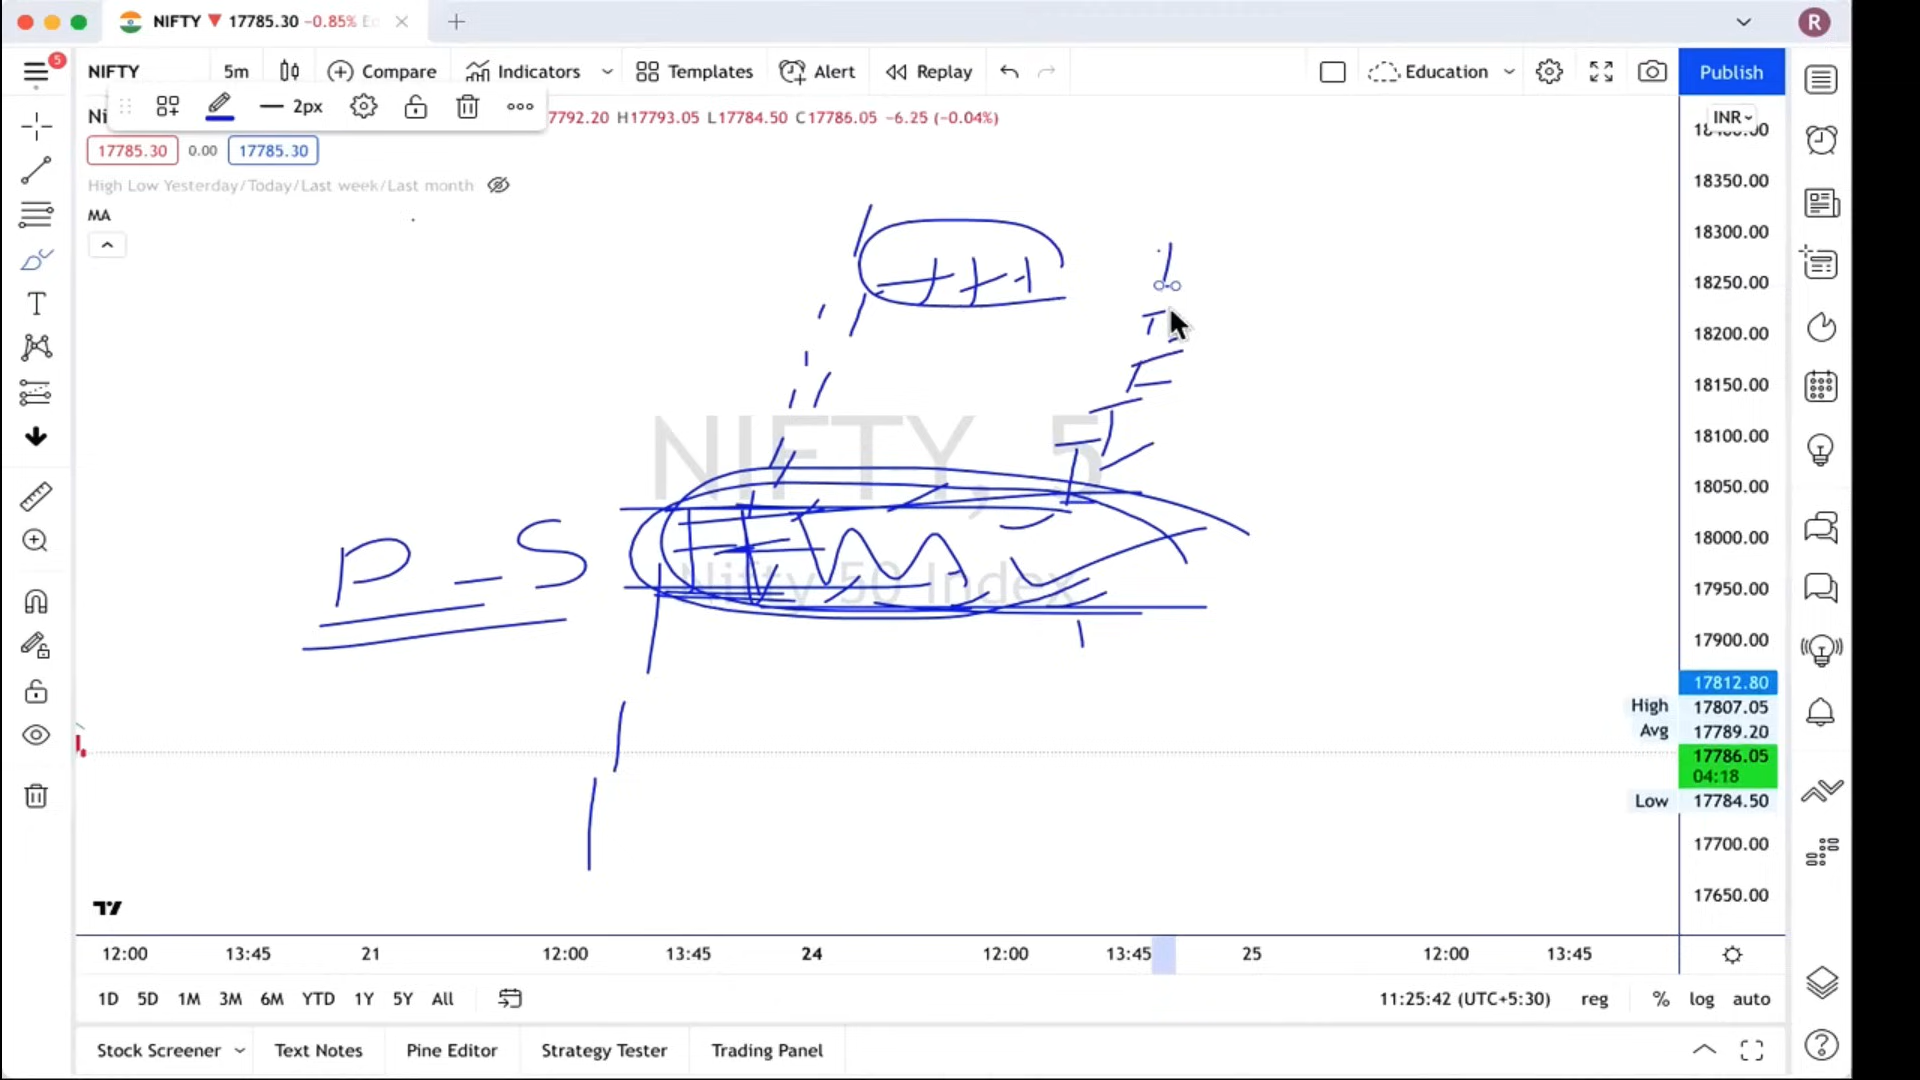 NIFTY ▼ 17785.30 −0.85%
R
5
NIFTY 5m Compare Indicators Templates Alert Replay Education Publish
2px
17792.20 H17793.05 L17784.50 C17786.05 −6.25 (−0.04%)
INR
17785.30 0.00 17785.30
High Low Yesterday/Today/Last week/Last month
MA
18350.00
18300.00
18250.00
18200.00
18150.00
18100.00
18050.00
18000.00
17950.00
17900.00
17812.80
High 17807.05
Avg 17789.20
17786.05
04:18
Low 17784.50
17700.00
17650.00
NIFTY, 5
Nifty 50 Index
P - S
12:00 13:45 21 12:00 13:45 24 12:00 13:45 25 12:00 13:45
1D 5D 1M 3M 6M YTD 1Y 5Y All 11:25:42 (UTC+5:30) reg % log auto
Stock Screener Text Notes Pine Editor Strategy Tester Trading Panel